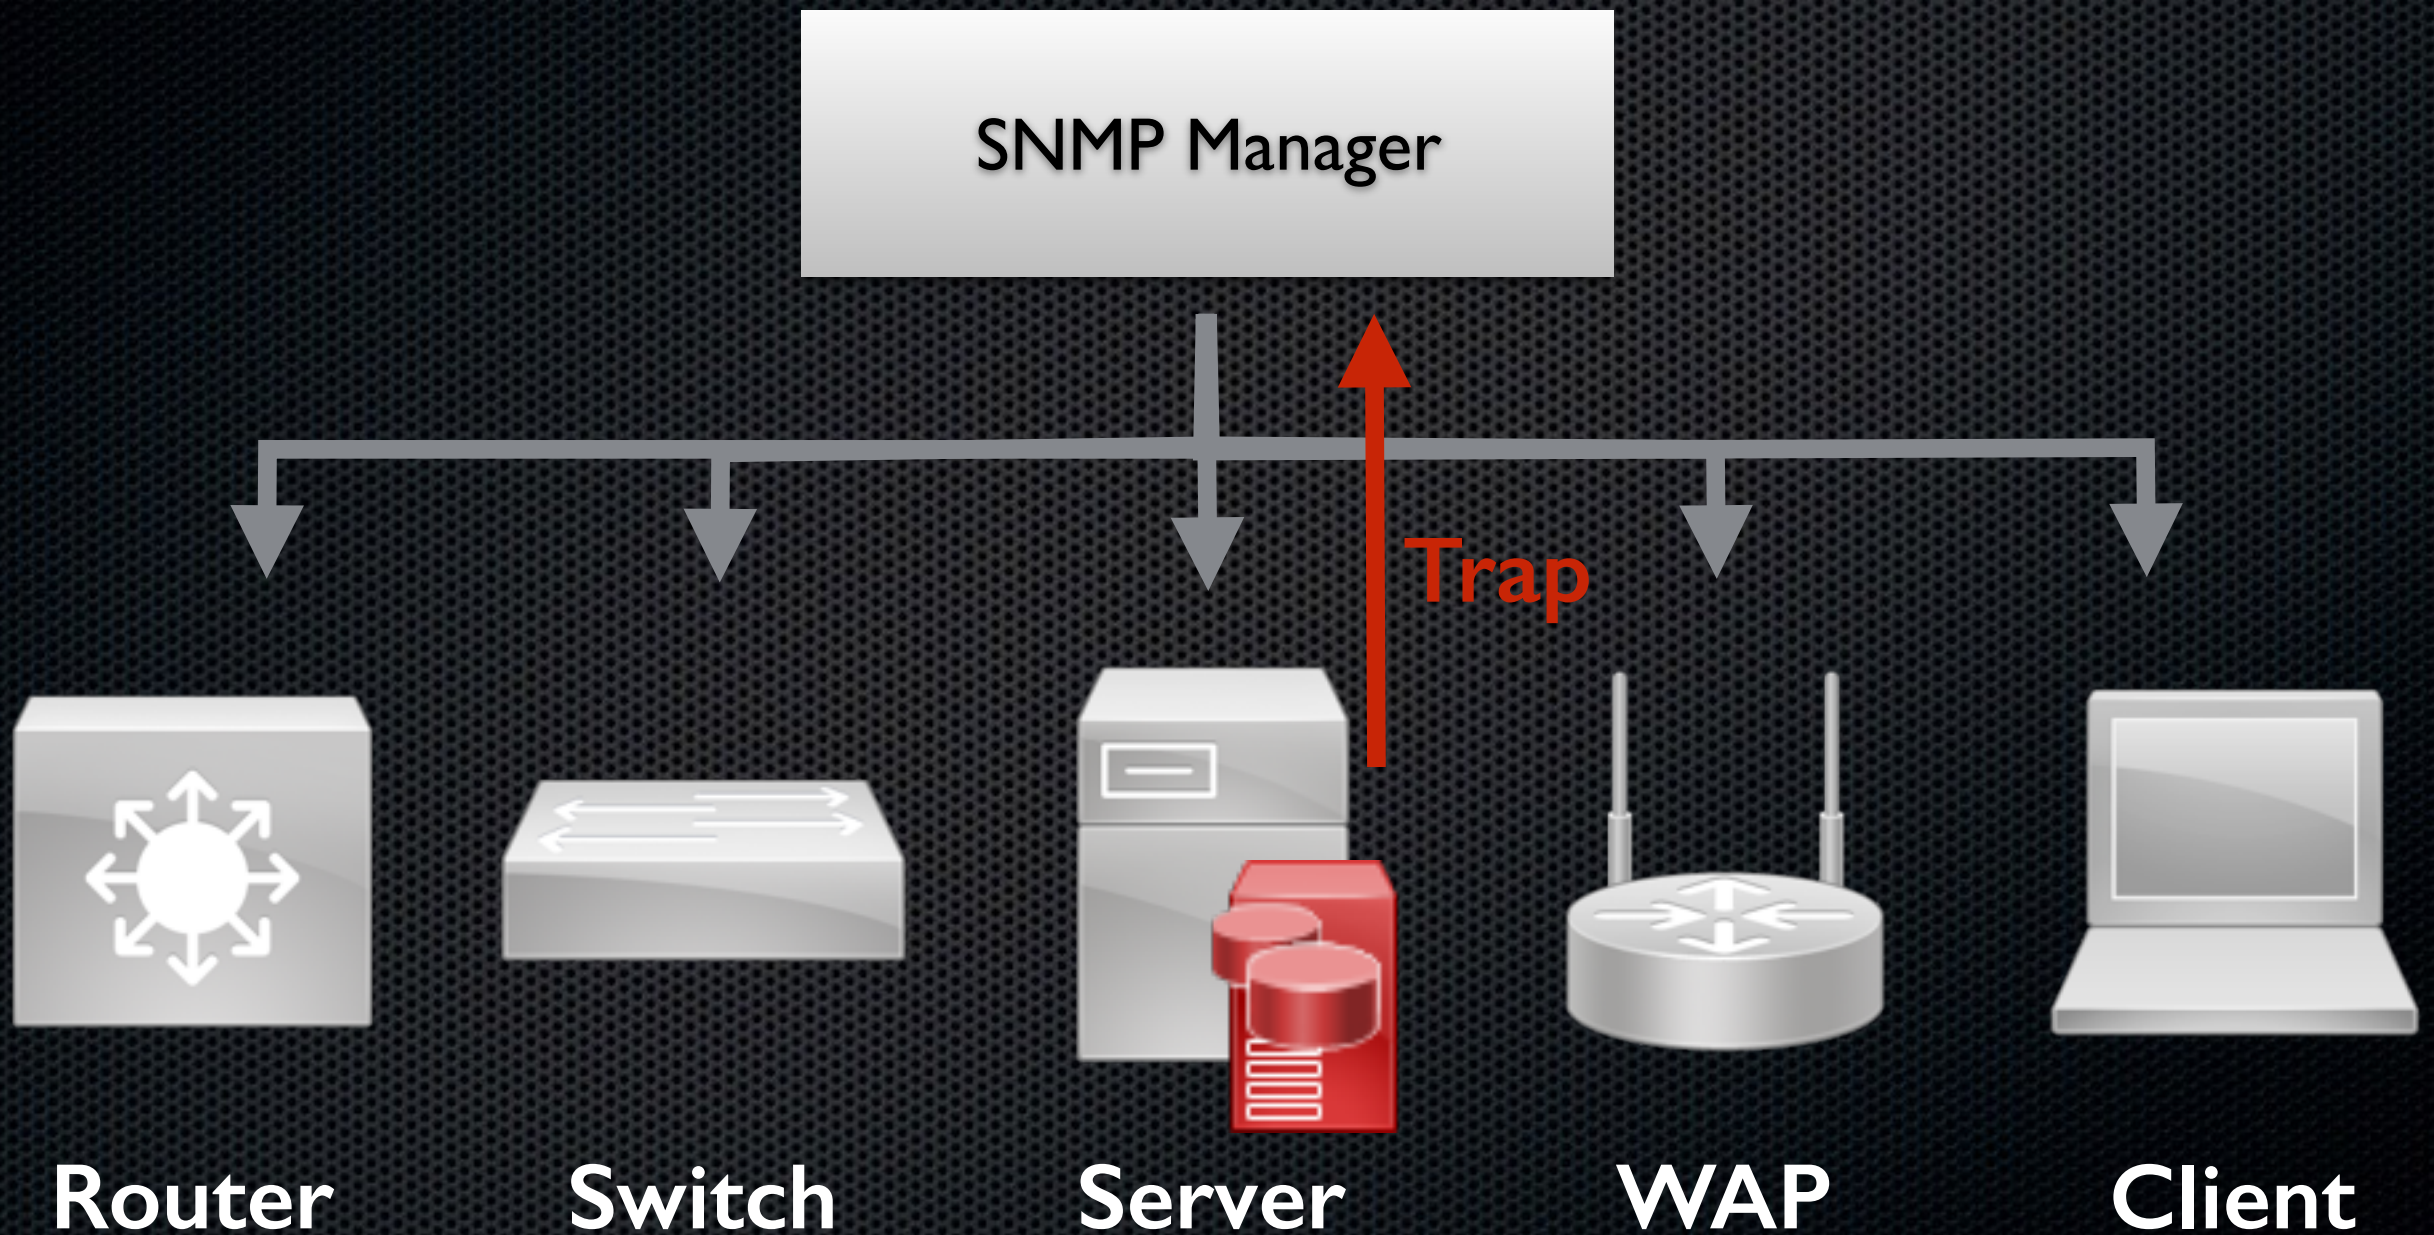 SNMP Manager
Trap
Router
Switch
Server
WAP
Client